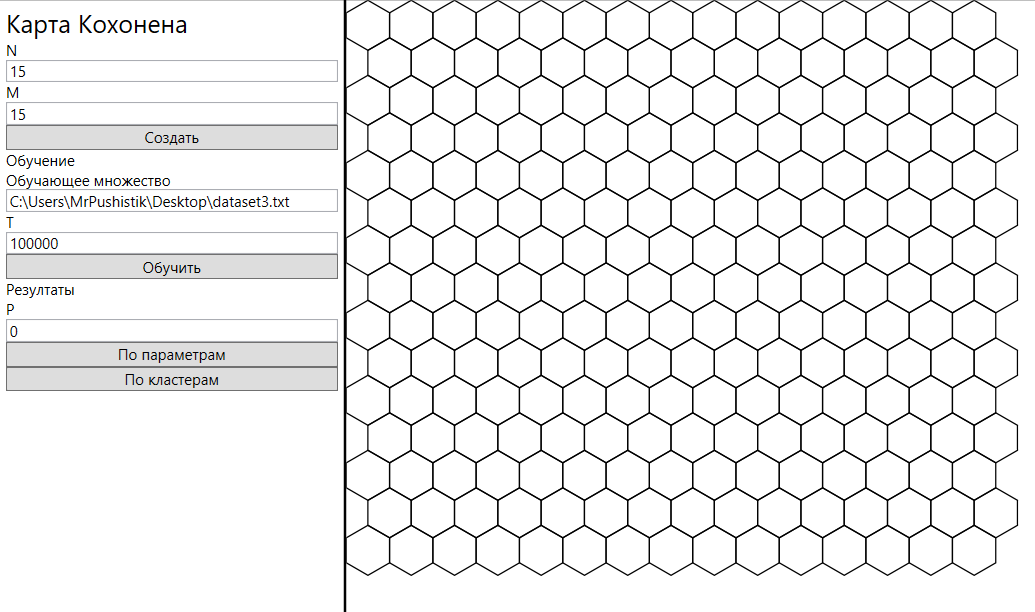 Карта Кохонена
N
15
M
15
Создать
Обучение
Обучающее множество
C:\Users\MrPushistik\Desktop\dataset3.txt
T
100000
Обучить
Резултаты
P
0
По параметрам
По кластерам